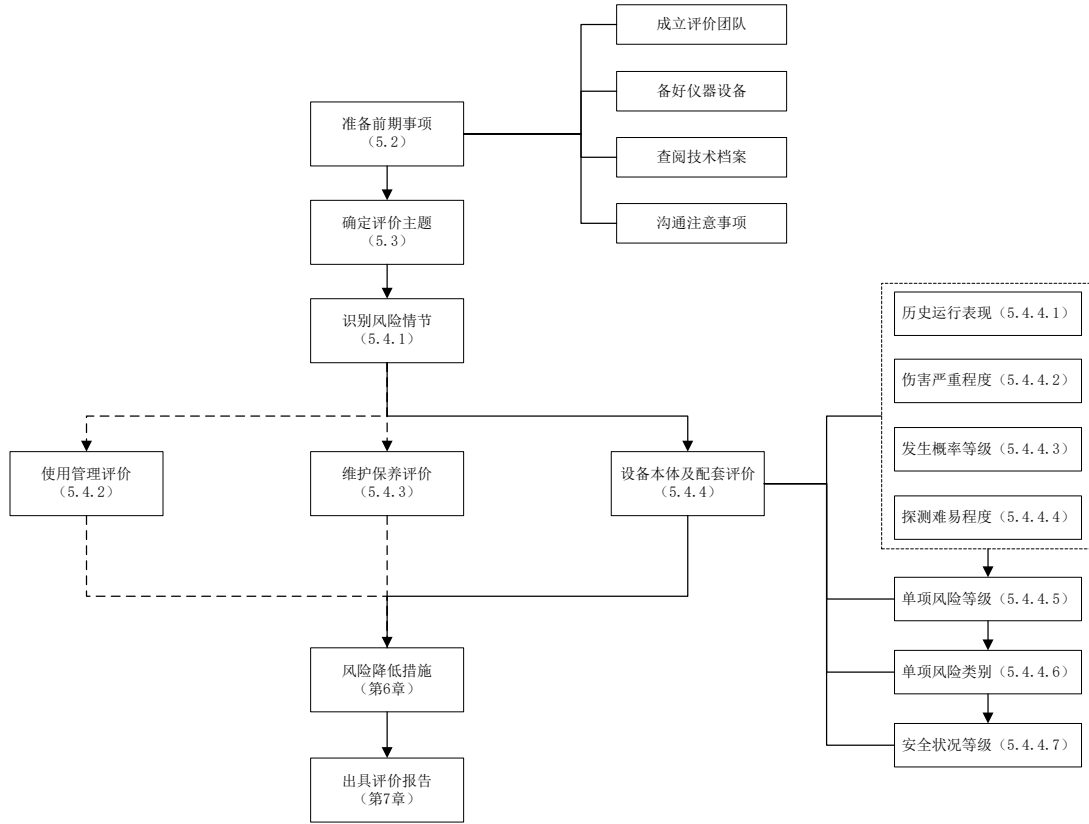 成立评价团队
备好仪器设备
准备前期事项
（5.2）
查阅技术档案
沟通注意事项
确定评价主题
（5.3）
识别风险情节
（5.4.1）
历史运行表现（5.4.4.1）
伤害严重程度（5.4.4.2）
发生概率等级（5.4.4.3）
探测难易程度（5.4.4.4）
使用管理评价
（5.4.2）
维护保养评价
（5.4.3）
设备本体及配套评价
（5.4.4）
单项风险等级（5.4.4.5）
单项风险类别（5.4.4.6）
安全状况等级（5.4.4.7）
风险降低措施
（第6章）
出具评价报告
（第7章）